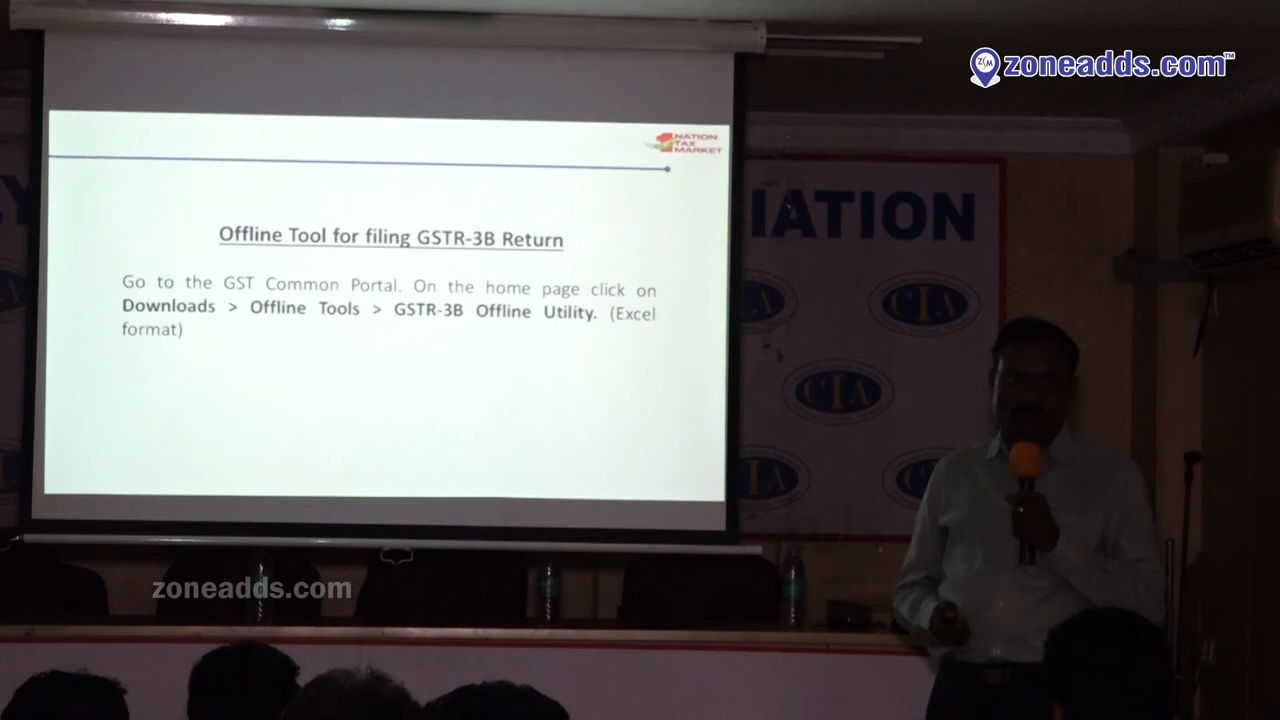 zoneadds.com™
1 NATION
TAX
MARKET
IATION
Offline Tool for filing GSTR-3B Return
Go to the GST Common Portal. On the home page click on
Downloads > Offline Tools > GSTR-3B Offline Utility. (Excel
format)
CIA
CIA
CIA
zoneadds.com